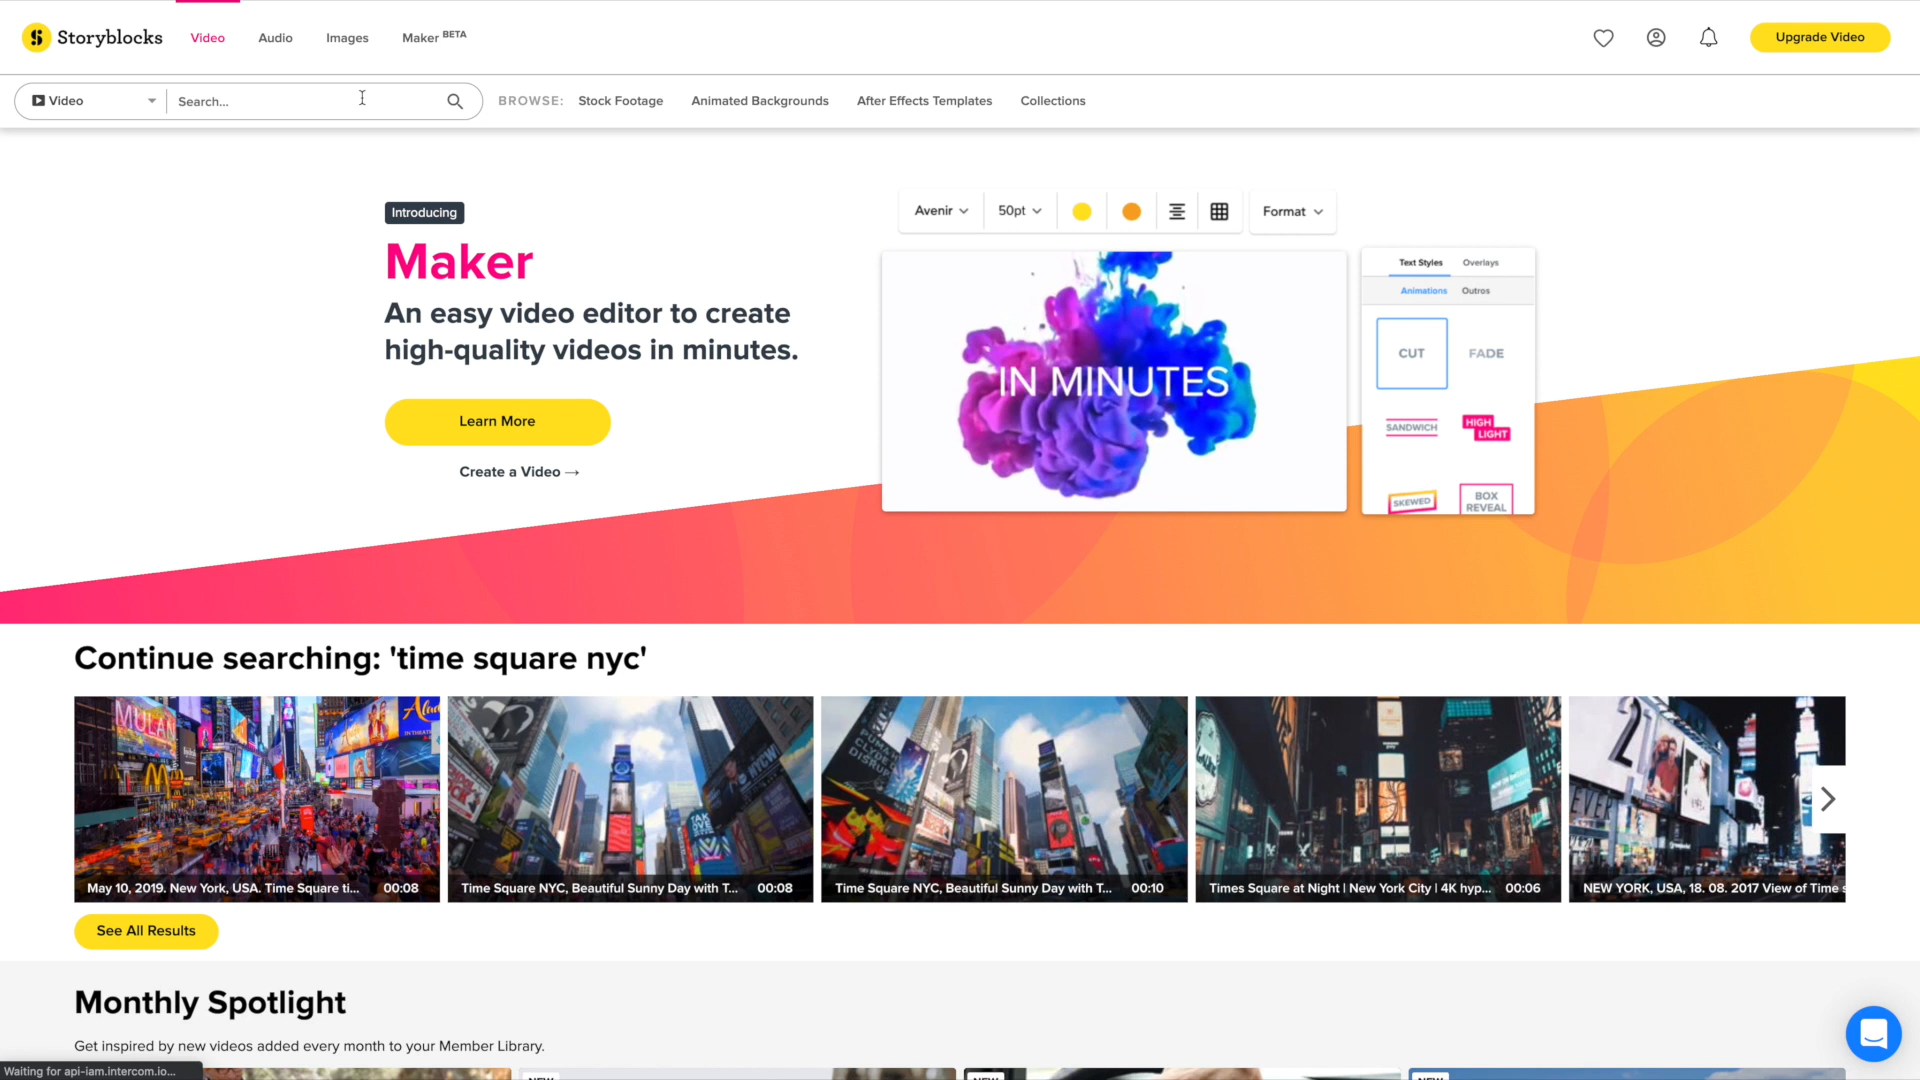 Storyblocks
Video
Audio
Images
Maker BETA
Upgrade Video
Video
Search...
BROWSE:
Stock Footage
Animated Backgrounds
After Effects Templates
Collections
Introducing
Maker
An easy video editor to create
high-quality videos in minutes.
Learn More
Create a Video →
Avenir
50pt
Format
IN MINUTES
Text Styles
Overlays
Animations
Outros
CUT
FADE
SANDWICH
HIGH
LIGHT
SKEWED
BOX
REVEAL
Continue searching: 'time square nyc'
MULAN
May 10, 2019. New York, USA. Time Square ti...
00:08
Time Square NYC, Beautiful Sunny Day with T...
00:08
Time Square NYC, Beautiful Sunny Day with T...
00:10
Times Square at Night | New York City | 4K hyp...
00:06
NEW YORK, USA, 18. 08. 2017 View of Time s
See All Results
Monthly Spotlight
Get inspired by new videos added every month to your Member Library.
Waiting for api-iam.intercom.io...
NEW
NEW
NEW